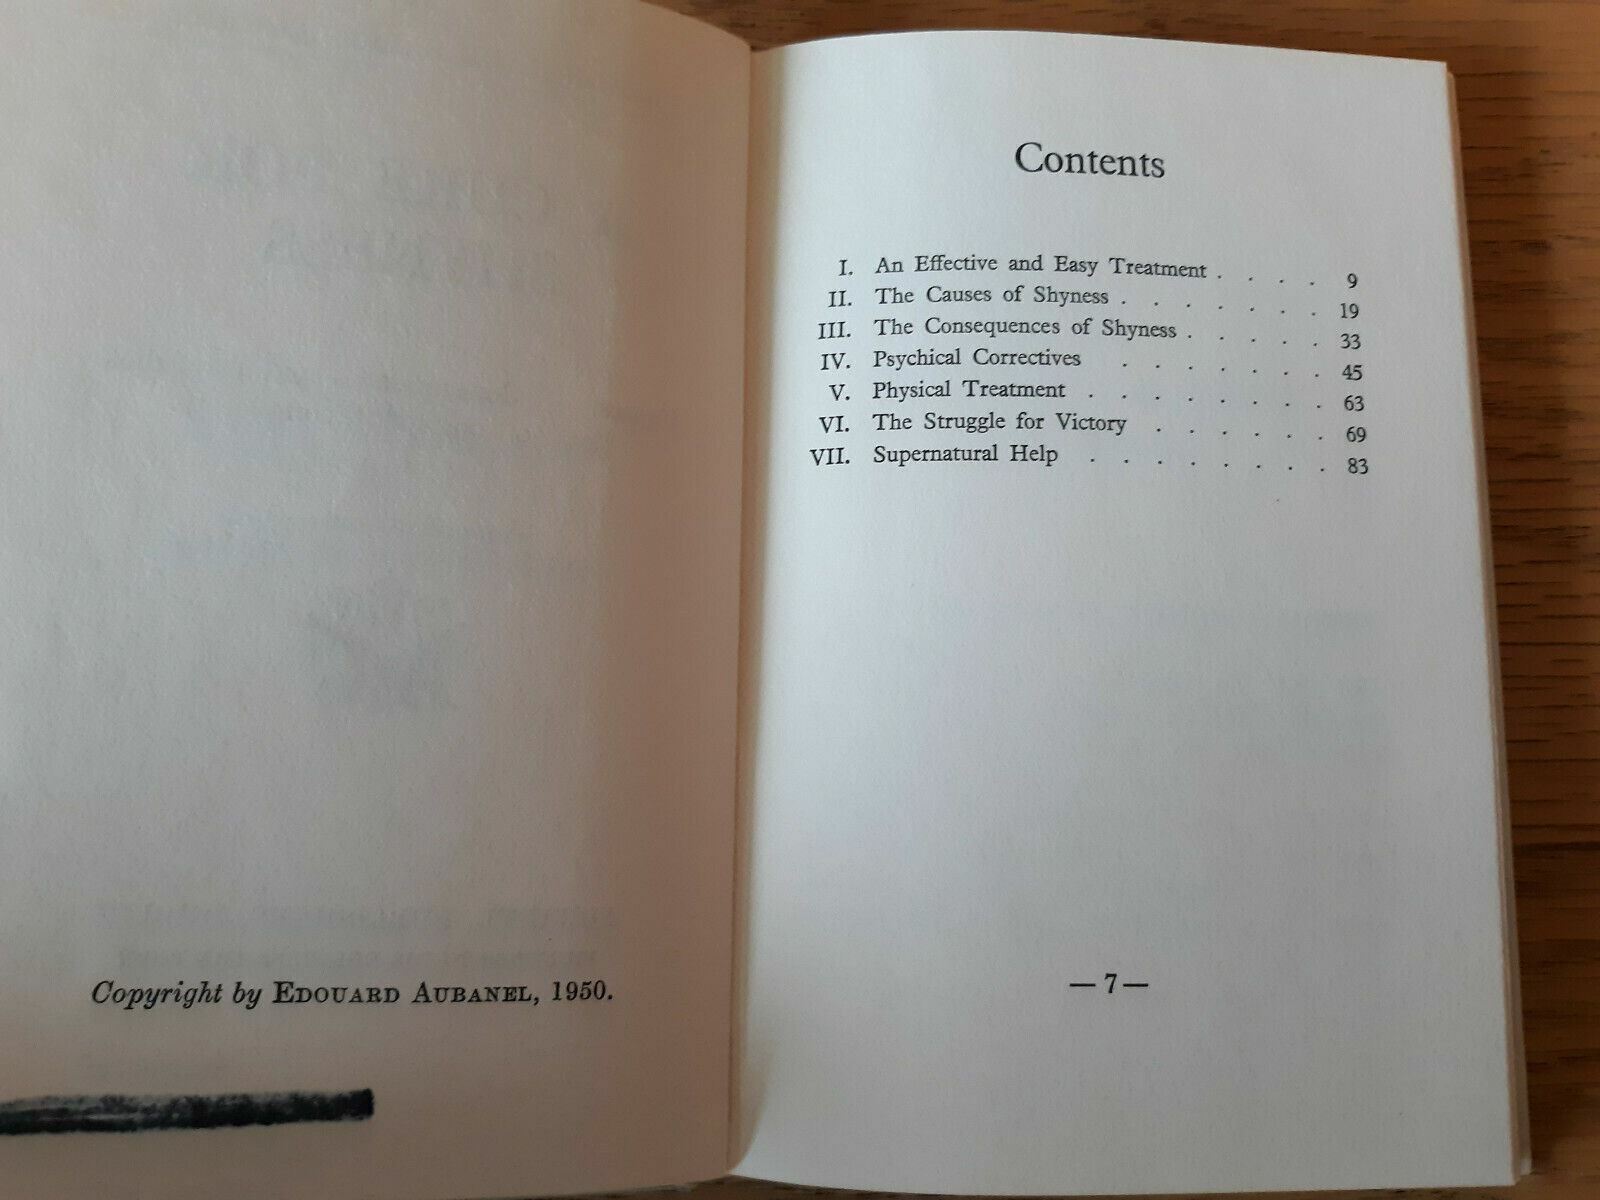 Copyright by EDOUARD AUBANEL, 1950.
Contents
I. An Effective and Easy Treatment . . . . 9
II. The Causes of Shyness . . . . . . . 19
III. The Consequences of Shyness . . . . . 33
IV. Psychical Correctives . . . . . . . 45
V. Physical Treatment . . . . . . . . 63
VI. The Struggle for Victory . . . . . . 69
VII. Supernatural Help . . . . . . . . 83
— 7 —